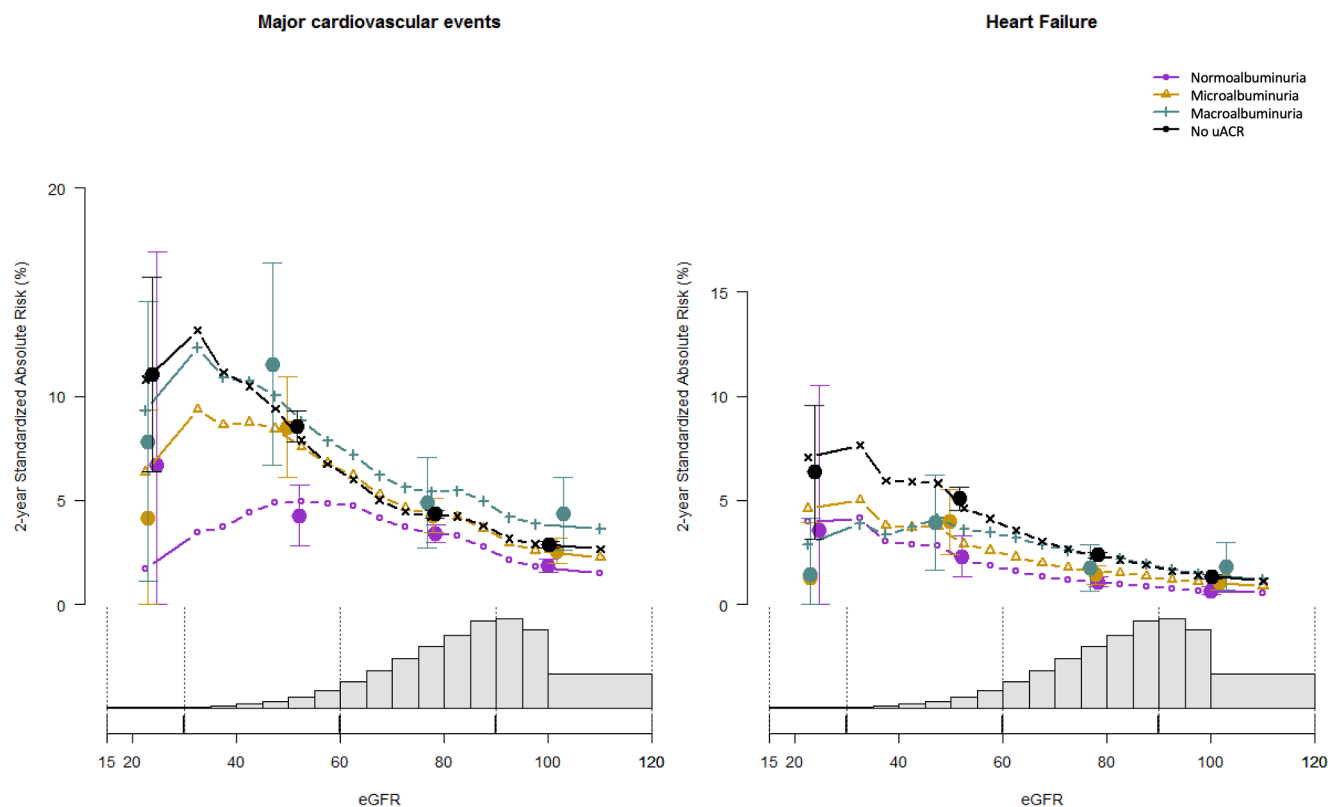 Major cardiovascular events
Heart Failure
Normoalbuminuria
Microalbuminuria
Macroalbuminuria
No uACR
2-year Standardized Absolute Risk (%)
20
15
10
5
0
15 20 40 60 80 100 120
eGFR
2-year Standardized Absolute Risk (%)
15
10
5
0
15 20 40 60 80 100 120
eGFR